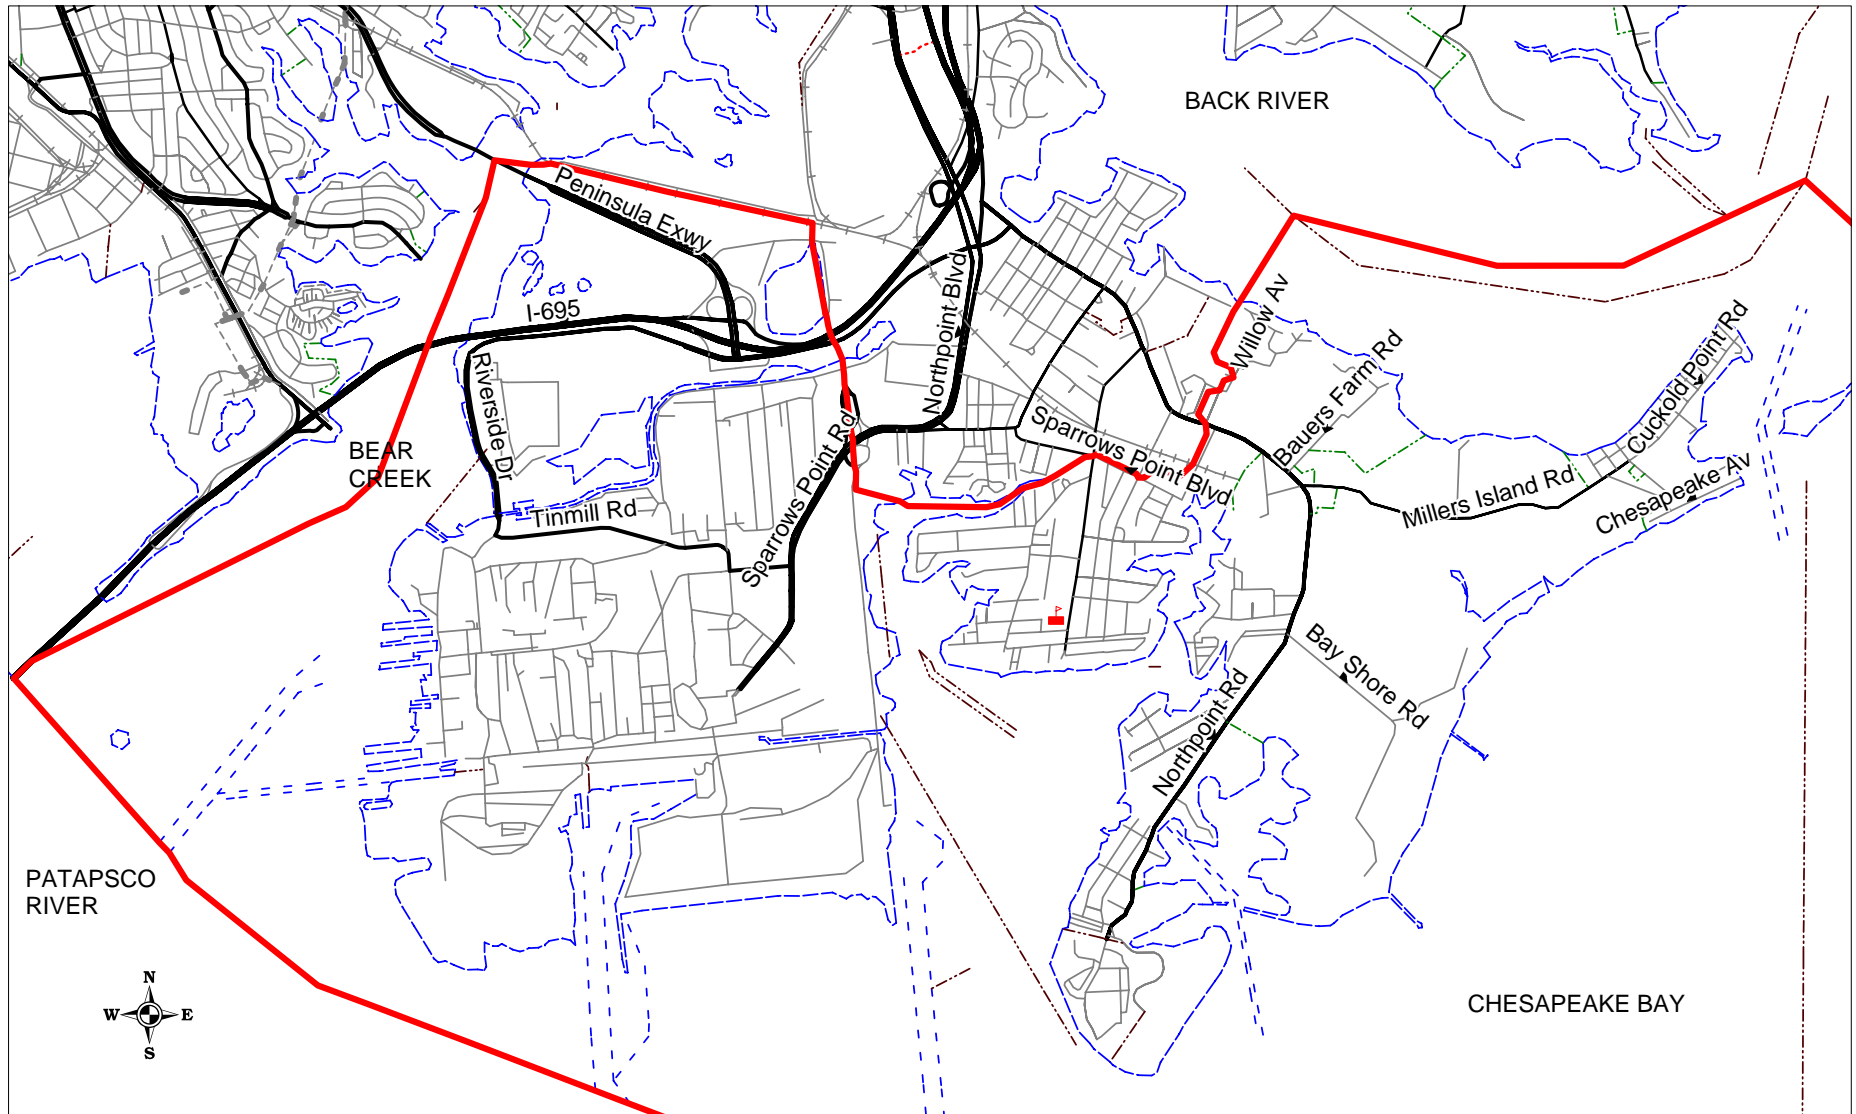 BACK RIVER
Peninsula Exwy
I-695
Northpoint Blvd
Willow Av
Bauers Farm Rd
Cuckold Point Rd
Riverside Dr
BEAR
CREEK
Sparrows Point Rd
Sparrows Point Blvd
Tinmill Rd
Millers Island Rd
Chesapeake Av
Bay Shore Rd
Northpoint Rd
PATAPSCO
RIVER
N
W
E
S
CHESAPEAKE BAY